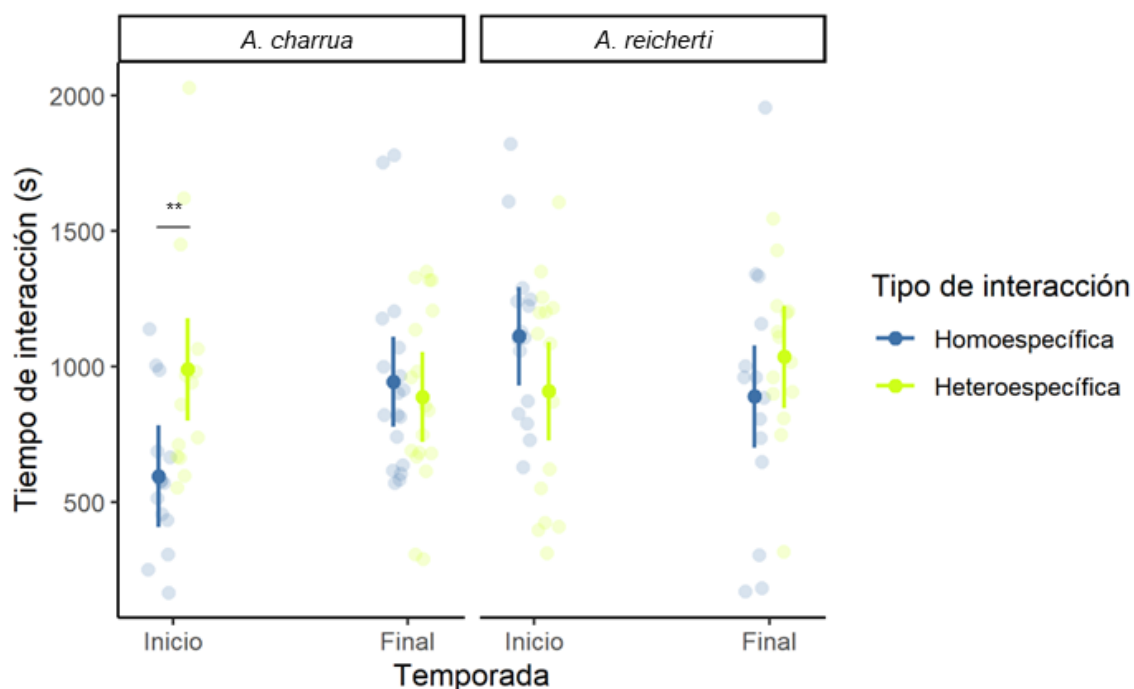 A. charrua
A. reicherti
Tiempo de interacción (s)
2000
1500
1000
500
**
Inicio
Final
Inicio
Final
Temporada
Tipo de interacción
Homoespecífica
Heteroespecífica